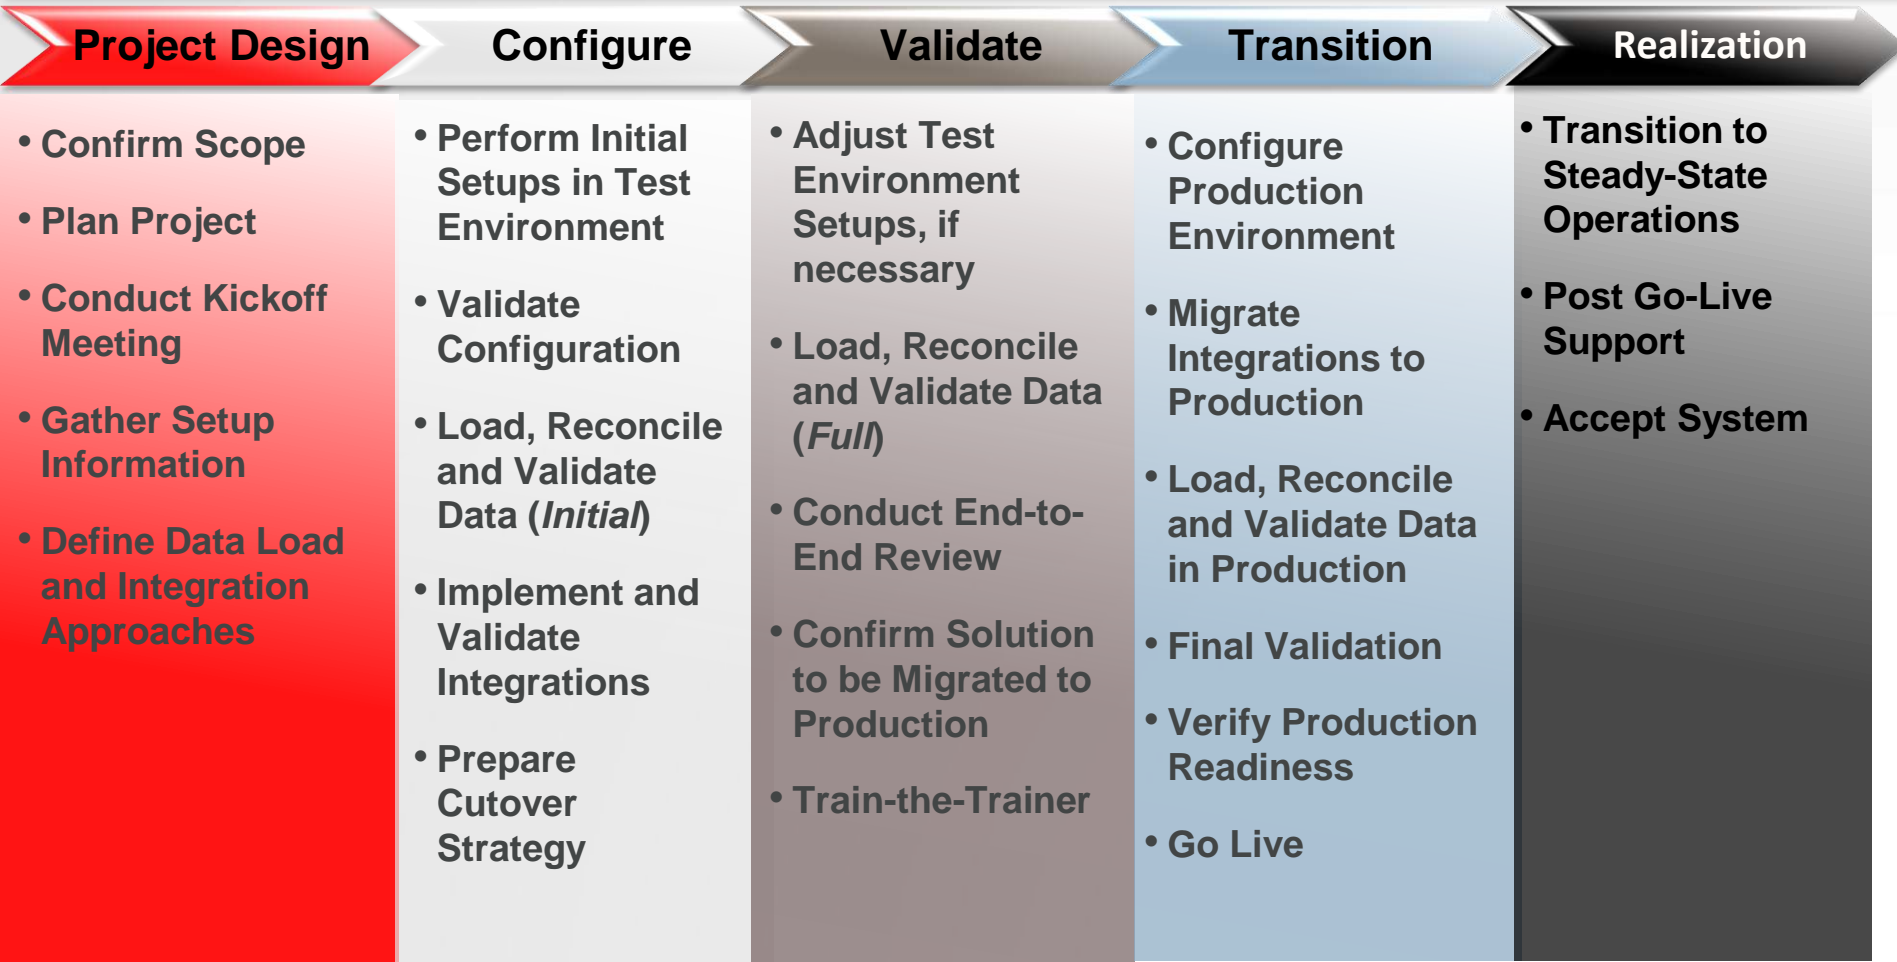 Project Design
Configure
Validate
Transition
Realization
• Confirm Scope
• Plan Project
• Conduct Kickoff
Meeting
• Gather Setup
Information
• Define Data Load
and Integration
Approaches
• Perform Initial
Setups in Test
Environment
• Validate
Configuration
• Load, Reconcile
and Validate
Data (Initial)
• Implement and
Validate
Integrations
• Prepare
Cutover
Strategy
• Adjust Test
Environment
Setups, if
necessary
• Load, Reconcile
and Validate Data
(Full)
• Conduct End-to-
End Review
• Confirm Solution
to be Migrated to
Production
• Train-the-Trainer
• Configure
Production
Environment
• Migrate
Integrations to
Production
• Load, Reconcile
and Validate Data
in Production
• Final Validation
• Verify Production
Readiness
• Go Live
• Transition to
Steady-State
Operations
• Post Go-Live
Support
• Accept System